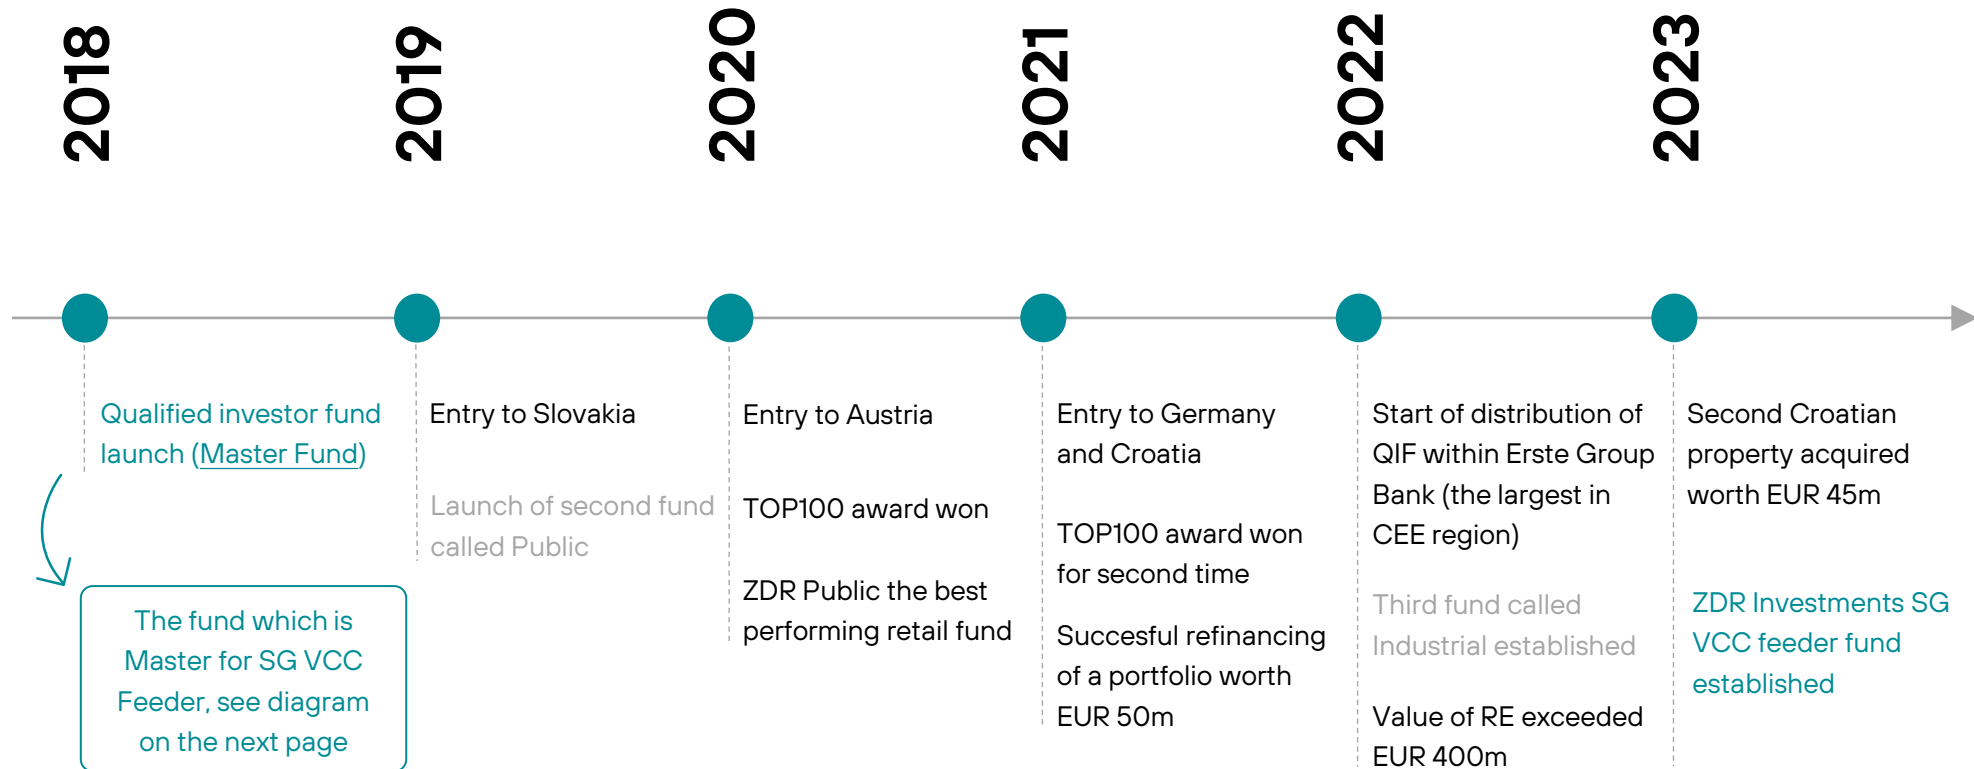 2018
2019
2020
2021
2022
2023
Qualified investor fund
launch (Master Fund)
The fund which is
Master for SG VCC
Feeder, see diagram
on the next page
Entry to Slovakia
Launch of second fund
called Public
Entry to Austria
TOP100 award won
ZDR Public the best
performing retail fund
Entry to Germany
and Croatia
TOP100 award won
for second time
Succesful refinancing
of a portfolio worth
EUR 50m
Start of distribution of
QIF within Erste Group
Bank (the largest in
CEE region)
Third fund called
Industrial established
Value of RE exceeded
EUR 400m
Second Croatian
property acquired
worth EUR 45m
ZDR Investments SG
VCC feeder fund
established